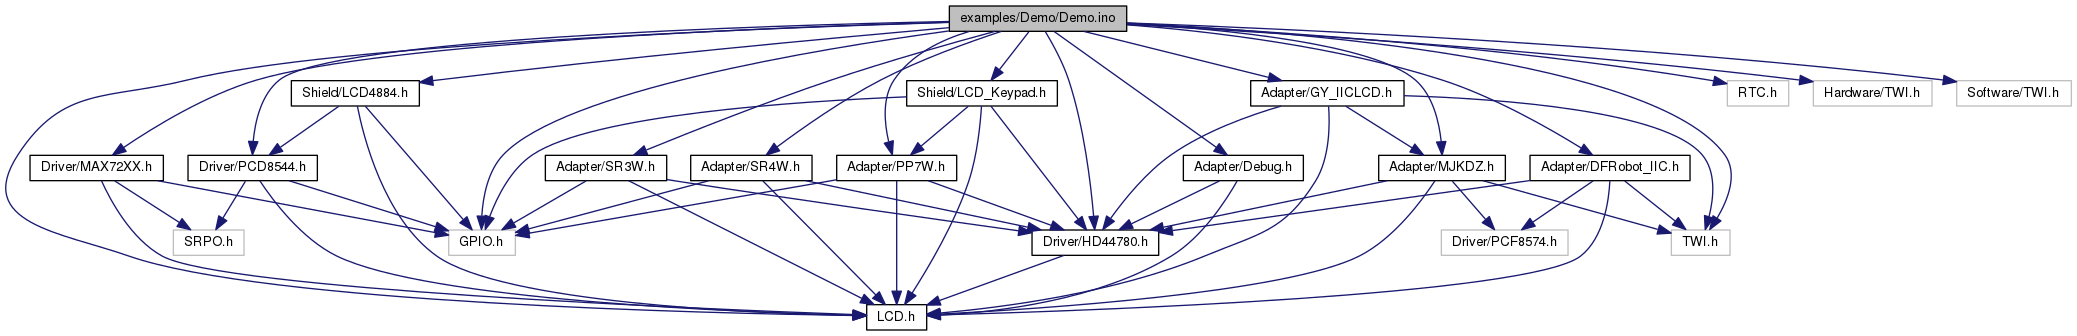 examples/Demo/Demo.ino
Shield/LCD4884.h
Shield/LCD_Keypad.h
Adapter/GY_IICLCD.h
RTC.h
Hardware/TWI.h
Software/TWI.h
Driver/MAX72XX.h
Driver/PCD8544.h
Adapter/SR3W.h
Adapter/SR4W.h
Adapter/PP7W.h
Adapter/Debug.h
Adapter/MJKDZ.h
Adapter/DFRobot_IIC.h
SRPO.h
GPIO.h
Driver/HD44780.h
Driver/PCF8574.h
TWI.h
LCD.h